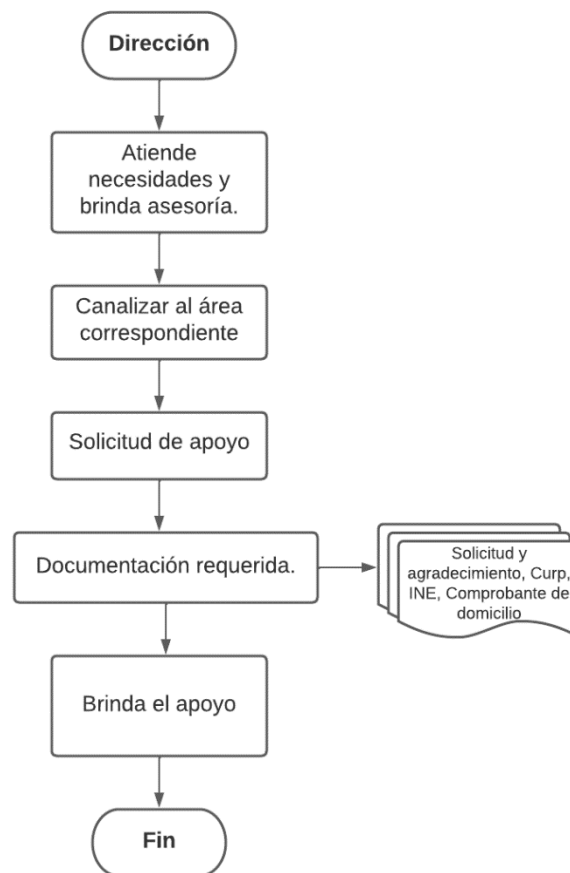 Dirección
Atiende
necesidades y
brinda asesoría.
Canalizar al área
correspondiente
Solicitud de apoyo
Documentación requerida.
Solicitud y
agradecimiento, Curp,
INE, Comprobante de
domicilio
Brinda el apoyo
Fin